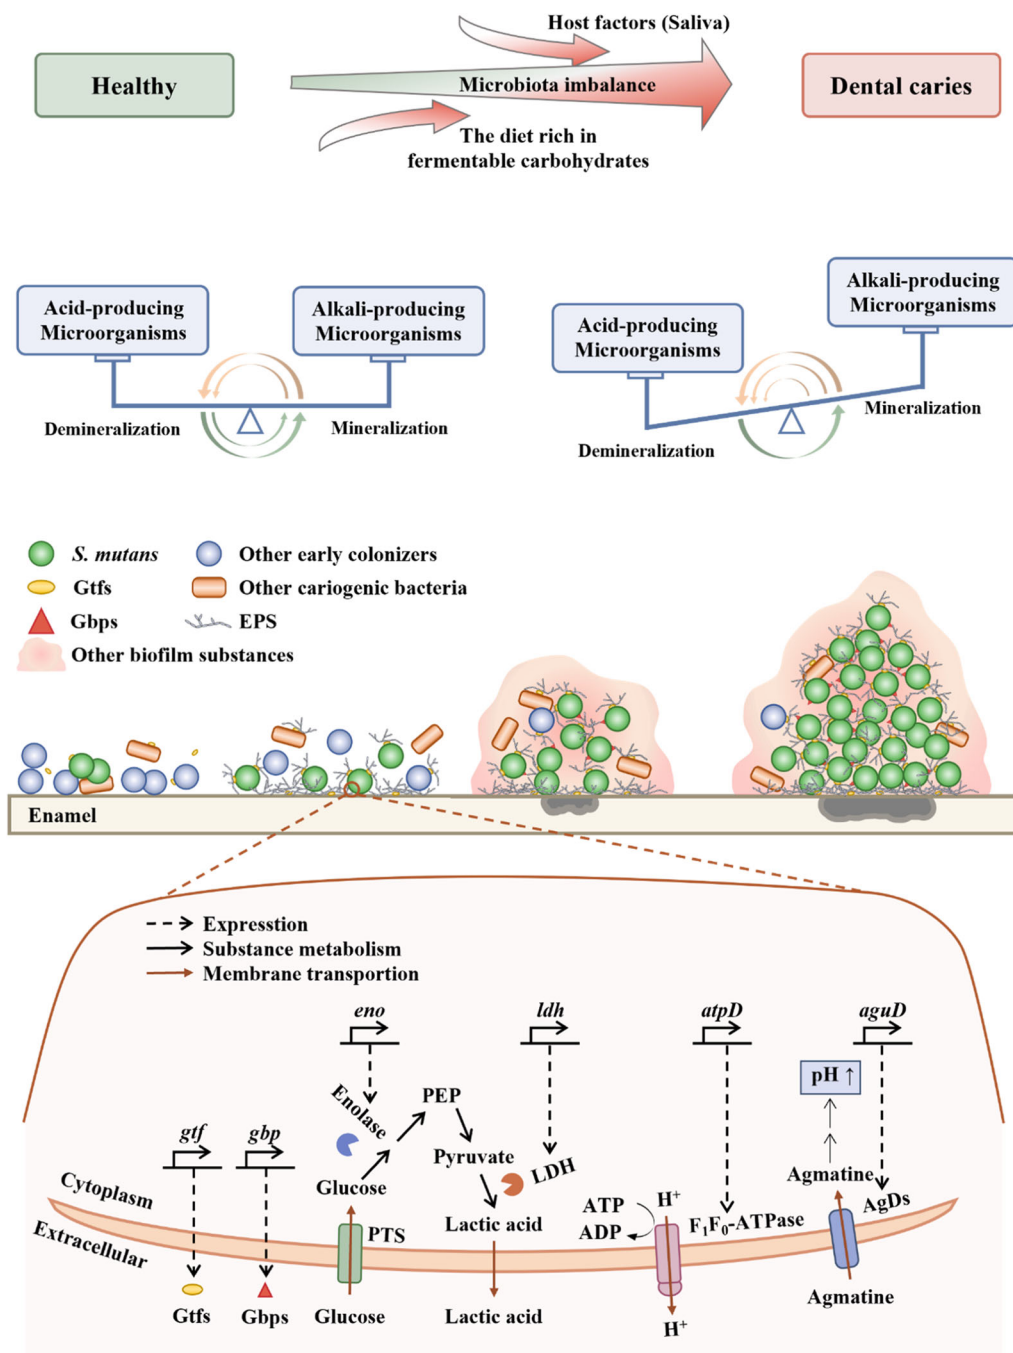 Host factors (Saliva)
Healthy
Microbiota imbalance
Dental caries
The diet rich in
fermentable carbohydrates
Acid-producing
Microorganisms
Alkali-producing
Microorganisms
Demineralization
Mineralization
Acid-producing
Microorganisms
Alkali-producing
Microorganisms
Demineralization
Mineralization
S. mutans
Other early colonizers
Gtfs
Other cariogenic bacteria
Gbps
EPS
Other biofilm substances
Enamel
Expresstion
Substance metabolism
Membrane transportion
eno
ldh
atpD
aguD
pH ↑
PEP
Enolase
gtf
gbp
Pyruvate
LDH
Glucose
Agmatine
Cytoplasm
Extracellular
PTS
Lactic acid
ATP
ADP
H⁺
F₁F₀-ATPase
AgDs
Gtfs
Gbps
Glucose
Lactic acid
H⁺
Agmatine